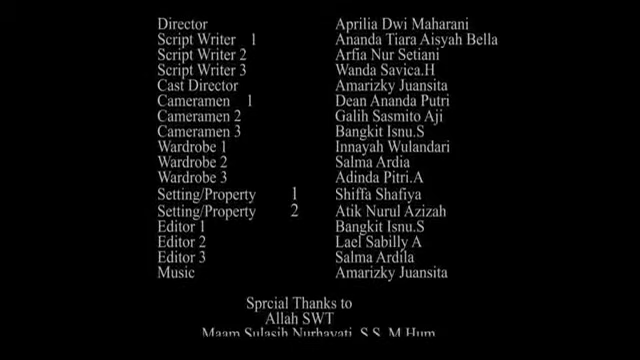 Director Aprilia Dwi Maharani
Script Writer 1 Ananda Tiara Aisyah Bella
Script Writer 2 Arfia Nur Setiani
Script Writer 3 Wanda Savica.H
Cast Director Amarizky Juansita
Cameramen 1 Dean Ananda Putri
Cameramen 2 Galih Sasmito Aji
Cameramen 3 Bangkit Isnu.S
Wardrobe 1 Innayah Wulandari
Wardrobe 2 Salma Ardia
Wardrobe 3 Adinda Pitri.A
Setting/Property 1 Shiffa Shafiya
Setting/Property 2 Atik Nurul Azizah
Editor 1 Bangkit Isnu.S
Editor 2 Lael Sabilly A
Editor 3 Salma Ardila
Music Amarizky Juansita
Sprcial Thanks to
Allah SWT
Maam Sulasih Nurhayati, S.S, M.Hum